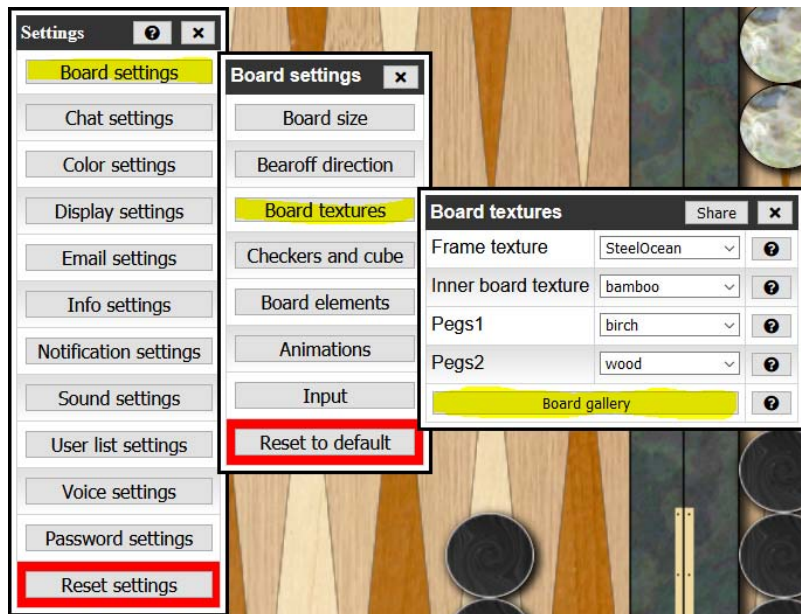 Settings
Board settings
Chat settings
Color settings
Display settings
Email settings
Info settings
Notification settings
Sound settings
User list settings
Voice settings
Password settings
Reset settings
Board settings
Board size
Bearoff direction
Board textures
Checkers and cube
Board elements
Animations
Input
Reset to default
Board textures Share
Frame texture SteelOcean
Inner board texture bamboo
Pegs1 birch
Pegs2 wood
Board gallery